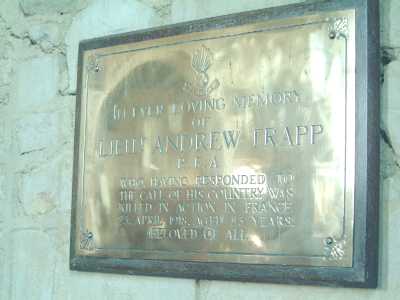 IN EVER LOVING MEMORY
OF
LIEUT ANDREW TRAPP
R.F.A.
WHO, HAVING RESPONDED TO
THE CALL OF HIS COUNTRY WAS
KILLED IN ACTION IN FRANCE
APRIL 1918. AGED YEARS
BELOVED OF ALL.